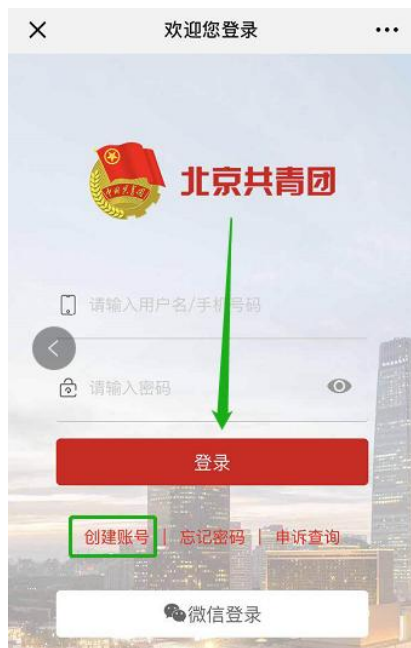 欢迎您登录
北京共青团
请输入用户名/手机号码
请输入密码
登录
创建账号 | 忘记密码 | 申诉查询
微信登录